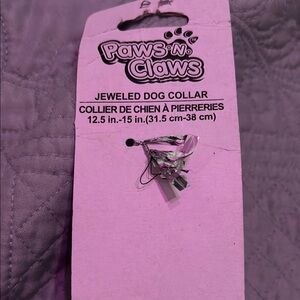 Paws 'N'
Claws
JEWELED DOG COLLAR
COLLIER DE CHIEN À PIERRERIES
12.5 in.-15 in.(31.5 cm-38 cm)